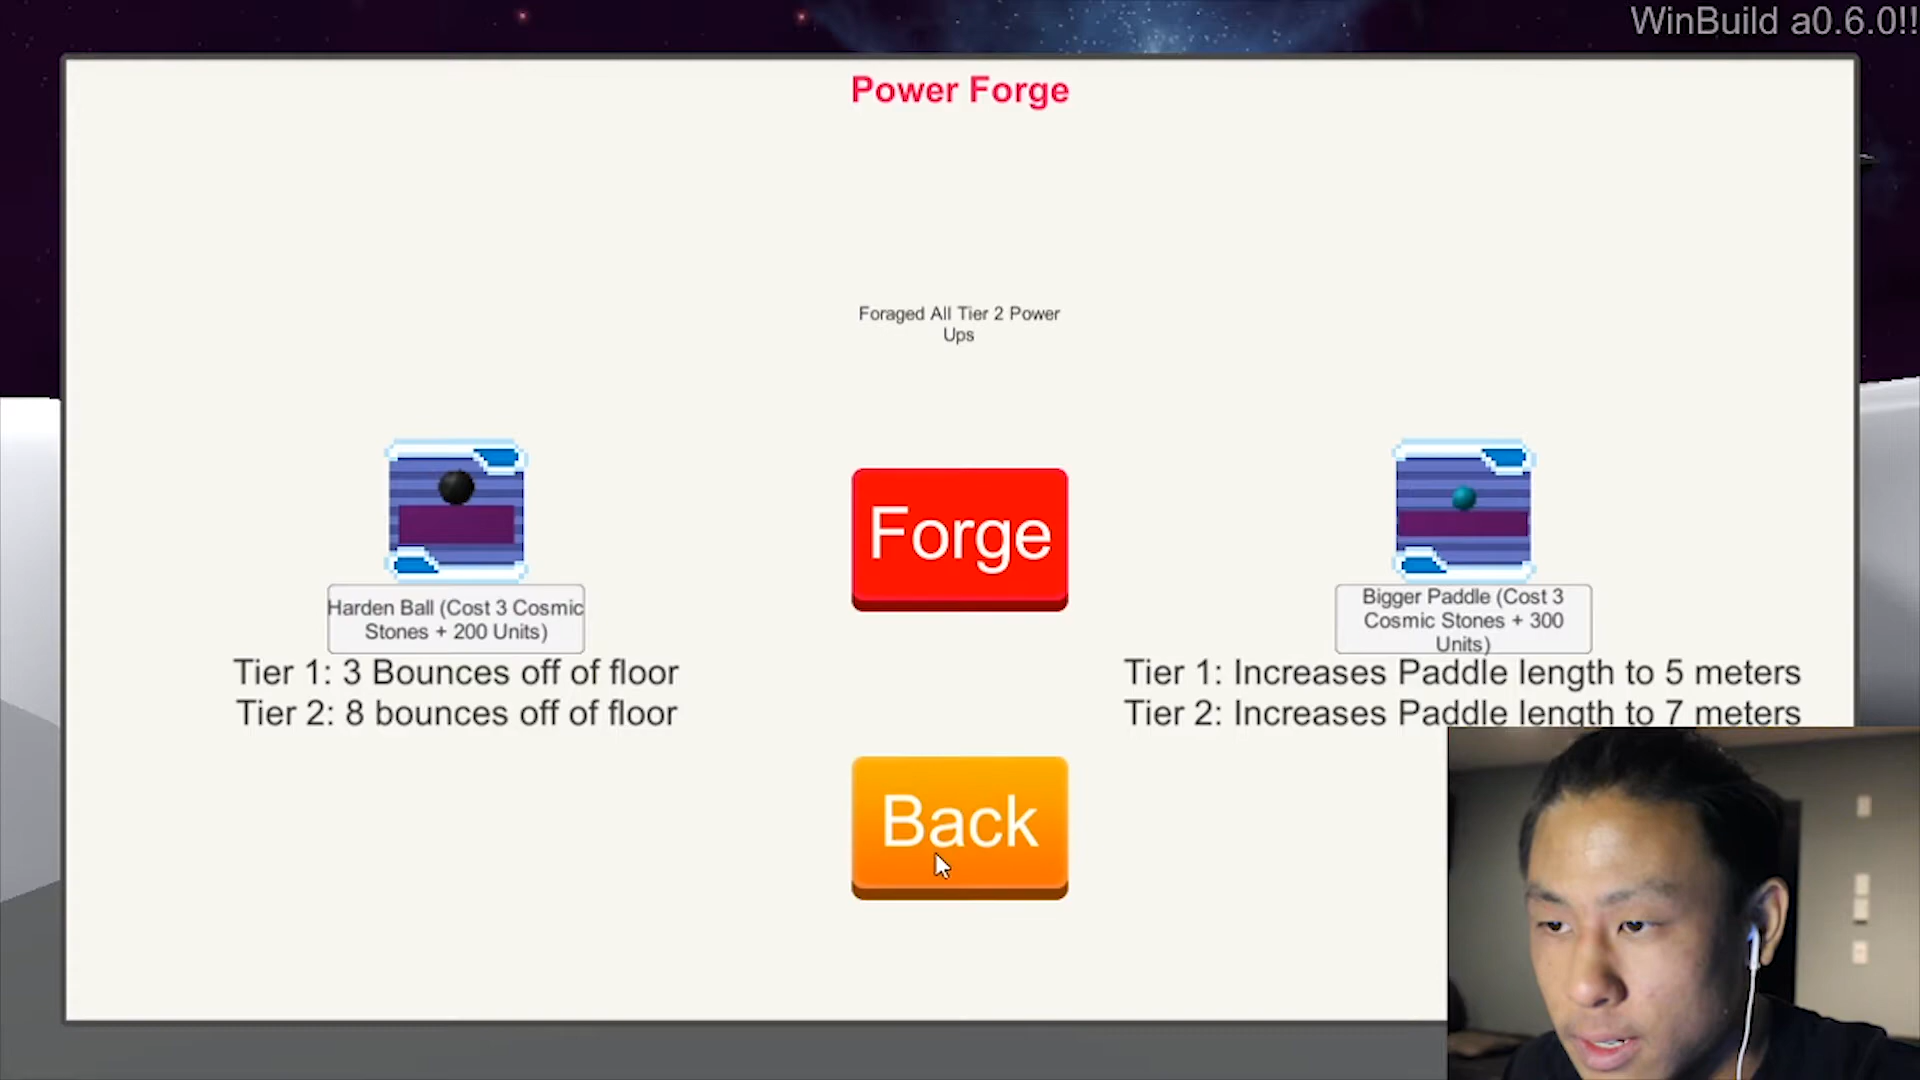 WinBuild a0.6.0!!
Power Forge
Foraged All Tier 2 Power
Ups
Forge
Harden Ball (Cost 3 Cosmic
Stones + 200 Units)
Tier 1: 3 Bounces off of floor
Tier 2: 8 bounces off of floor
Bigger Paddle (Cost 3
Cosmic Stones + 300
Units)
Tier 1: Increases Paddle length to 5 meters
Tier 2: Increases Paddle length to 7 meters
Back